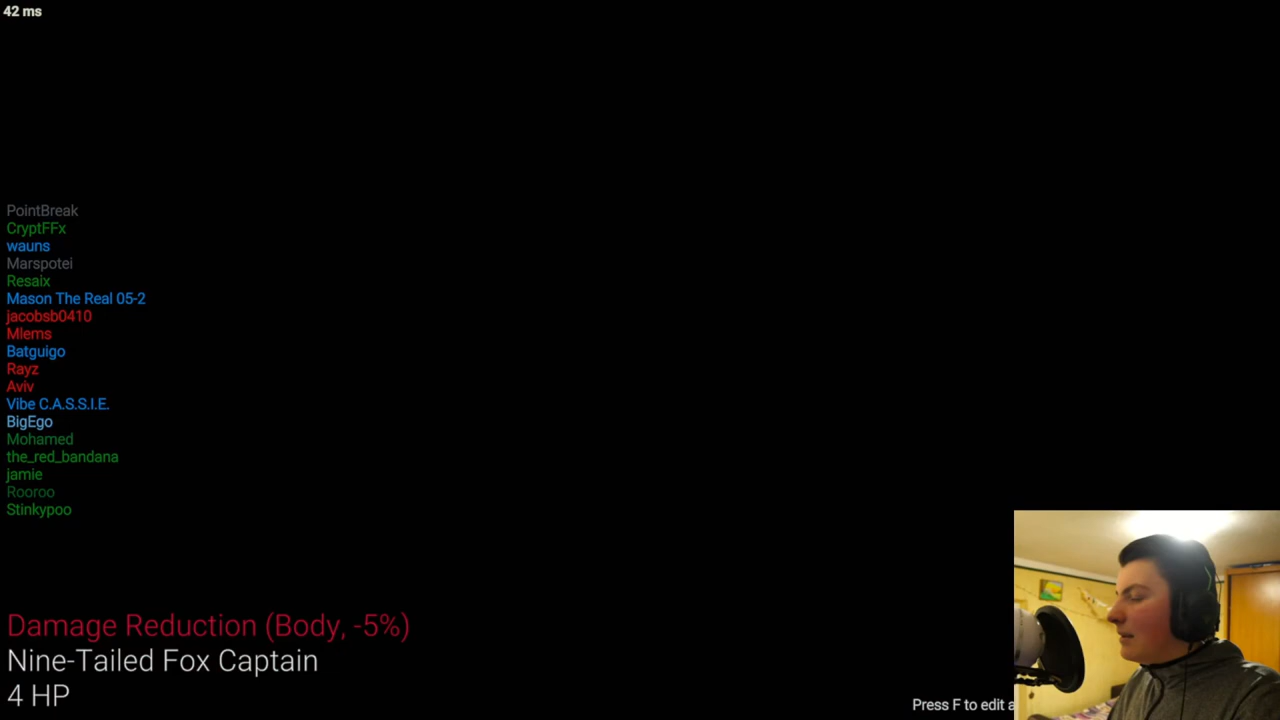 42 ms
PointBreak
CryptFFx
wauns
Marspotei
Resaix
Mason The Real 05-2
jacobsb0410
Mlems
Batguigo
Rayz
Aviv
Vibe C.A.S.S.I.E.
BigEgo
Mohamed
the_red_bandana
jamie
Rooroo
Stinkypoo
Damage Reduction (Body, -5%)
Nine-Tailed Fox Captain
4 HP
Press F to edit a